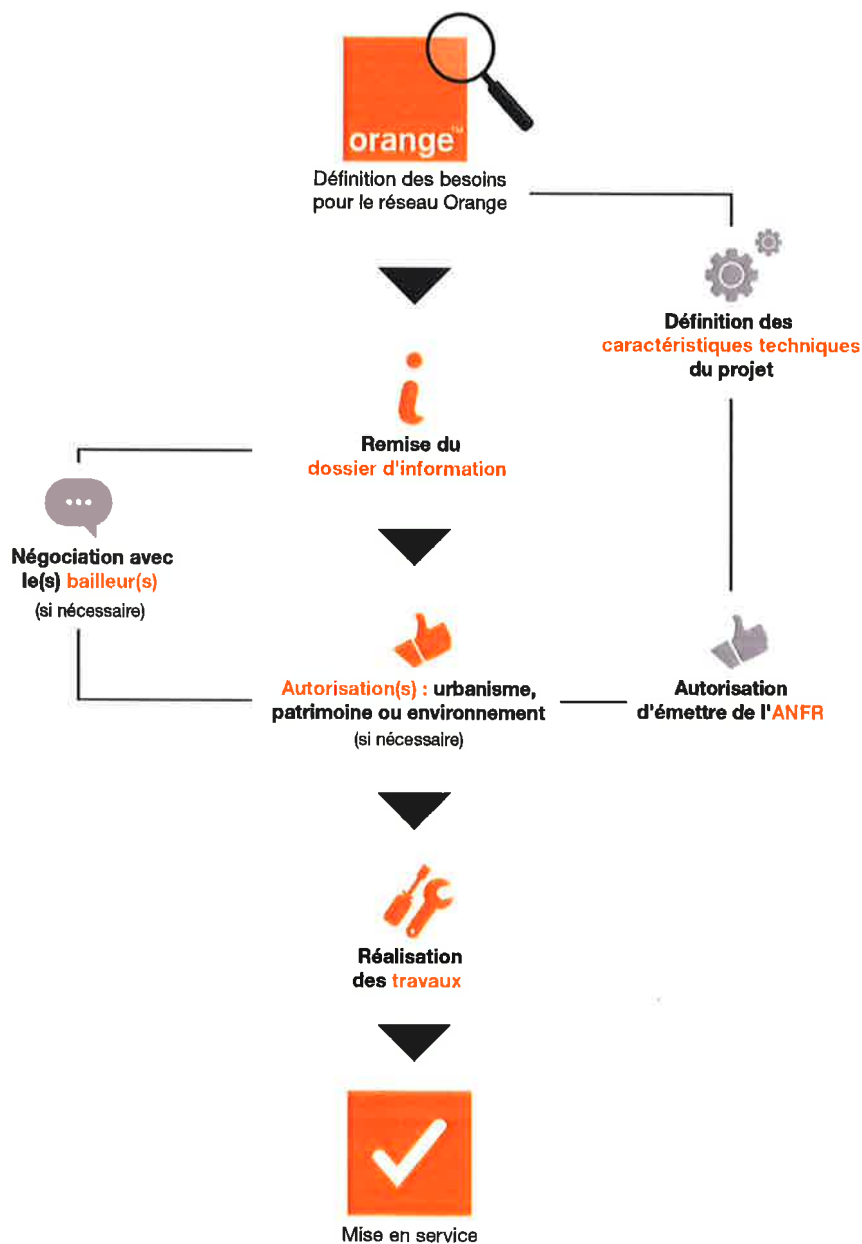 orange™
Définition des besoins
pour le réseau Orange
Définition des
caractéristiques techniques
du projet
Remise du
dossier d'information
Négociation avec
le(s) bailleur(s)
(si nécessaire)
Autorisation(s) : urbanisme,
patrimoine ou environnement
(si nécessaire)
Autorisation
d'émettre de l'ANFR
Réalisation
des travaux
Mise en service